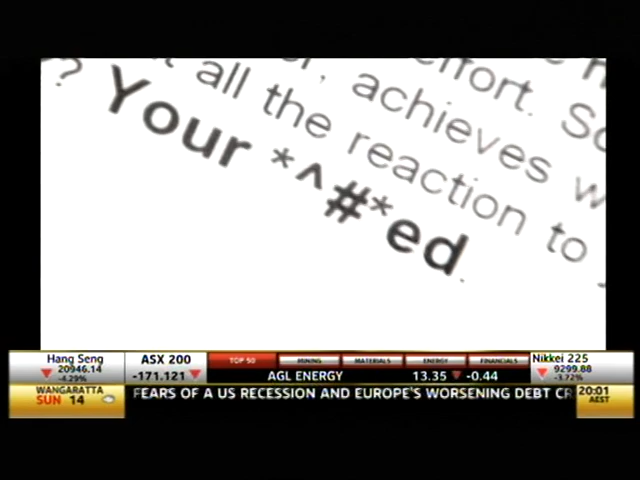 effort. So
r, achieves w
? all the reaction to
Your *^#*ed.
Hang Seng
20946.14
-4.29%
ASX 200
-171.121
TOP 50
MINING
MATERIALS
ENERGY
FINANCIALS
AGL ENERGY 13.35 -0.44
Nikkei 225
9299.88
-3.72%
WANGARATTA
SUN 14
FEARS OF A US RECESSION AND EUROPE'S WORSENING DEBT CR
20:01
AEST